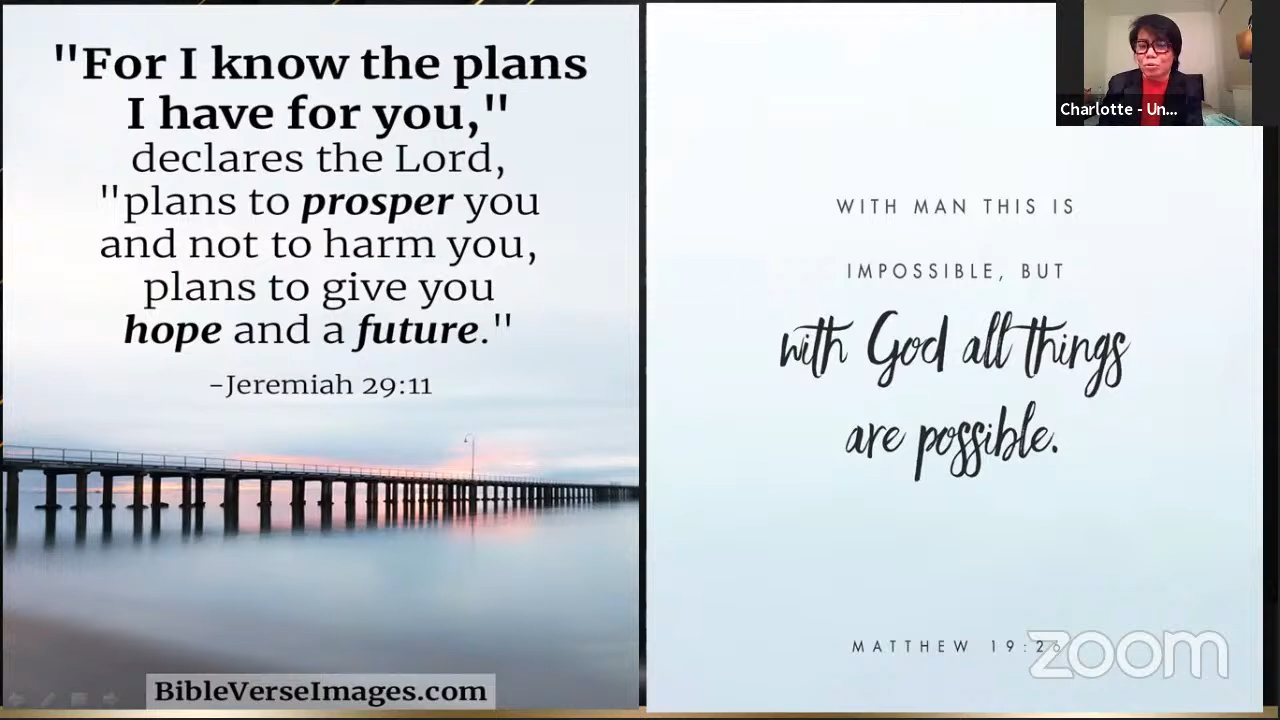 "For I know the plans
I have for you,"
declares the Lord,
"plans to prosper you
and not to harm you,
plans to give you
hope and a future."
-Jeremiah 29:11
BibleVerseImages.com
WITH MAN THIS IS
IMPOSSIBLE, BUT
with God all things
are possible.
MATTHEW 19:26
zoom
Charlotte - Un...